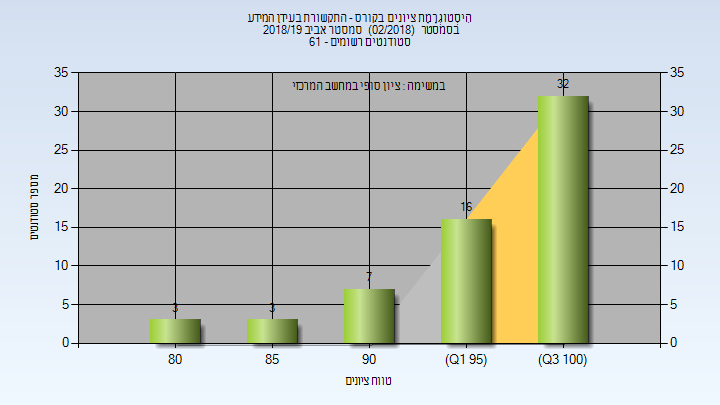 היסטוגרמת ציונים בקורס - התקשורת בעידן המידע
בסמסטר (02/2018) סמסטר אביב 2018/19
סטודנטים רשומים - 61
במשימה : ציון סופי במחשב המרכזי
35 35
30 30
25 25
20 20
15 15
10 10
5 5
0 0
3 3 7 16 32
מספר סטודנטים
80 85 90 (Q1 95) (Q3 100)
טווח ציונים